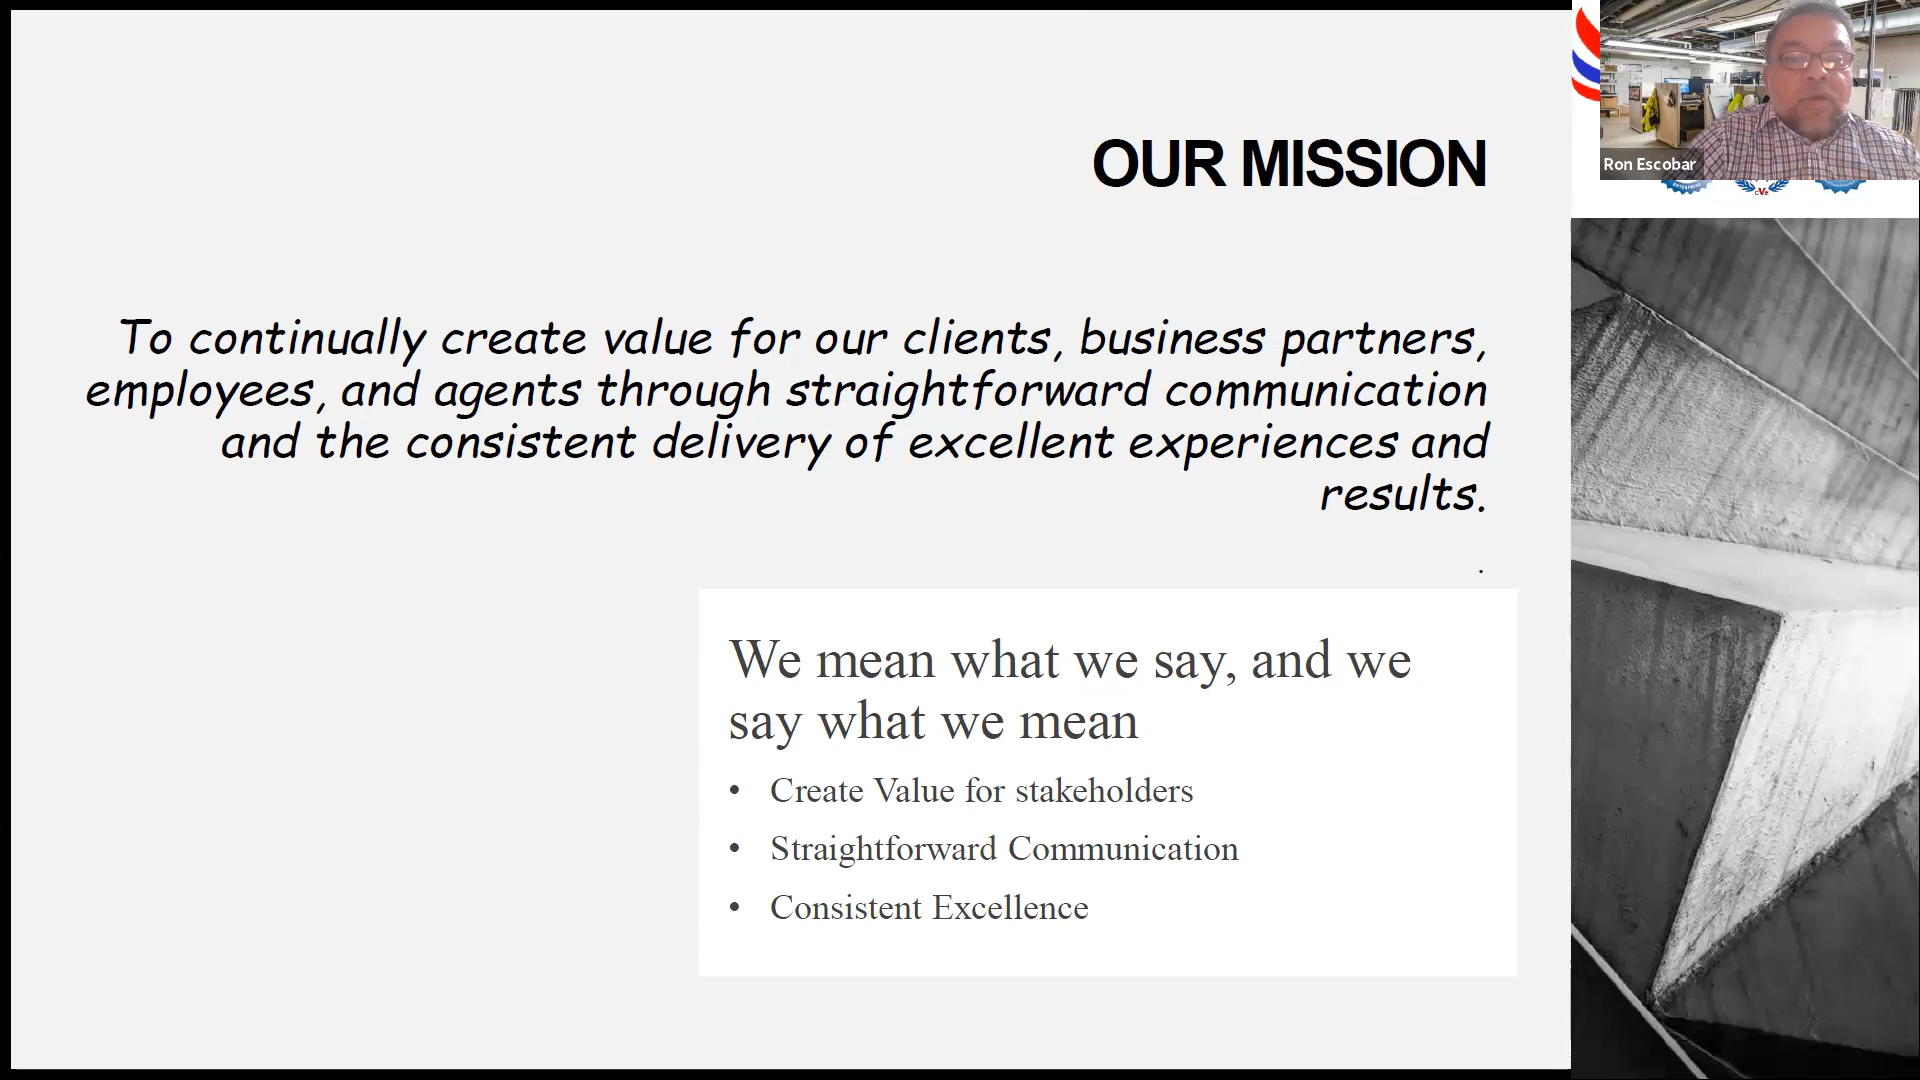 OUR MISSION
To continually create value for our clients, business partners,
employees, and agents through straightforward communication
and the consistent delivery of excellent experiences and
results.
.
We mean what we say, and we
say what we mean
• Create Value for stakeholders
• Straightforward Communication
• Consistent Excellence
Ron Escobar
ENTERPRISE
CVE